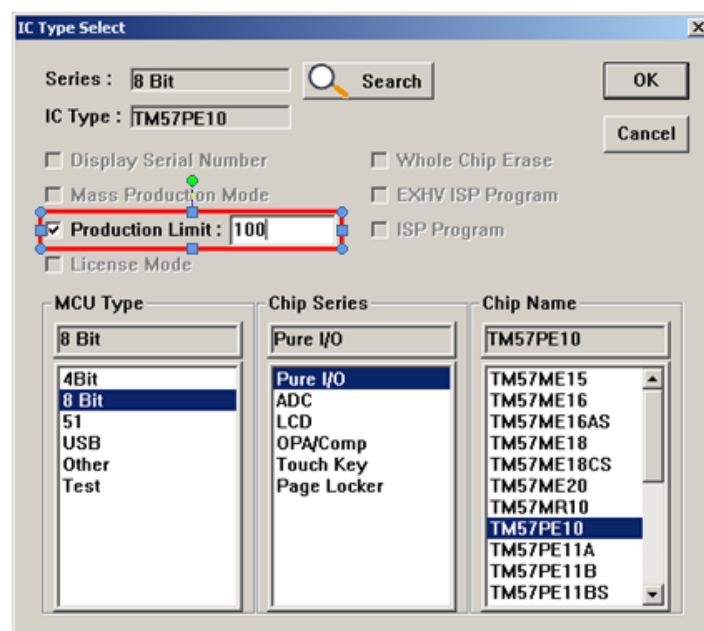 IC Type Select
Series : 8 Bit Search OK
IC Type : TM57PE10 Cancel
Display Serial Number Whole Chip Erase
Mass Production Mode EXHV ISP Program
Production Limit : 100 ISP Program
License Mode
MCU Type Chip Series Chip Name
8 Bit Pure I/O TM57PE10
4Bit Pure I/O TM57ME15
8 Bit ADC TM57ME16
51 LCD TM57ME16AS
USB OPA/Comp TM57ME18
Other Touch Key TM57ME18CS
Test Page Locker TM57ME20
TM57MR10
TM57PE10
TM57PE11A
TM57PE11B
TM57PE11BS